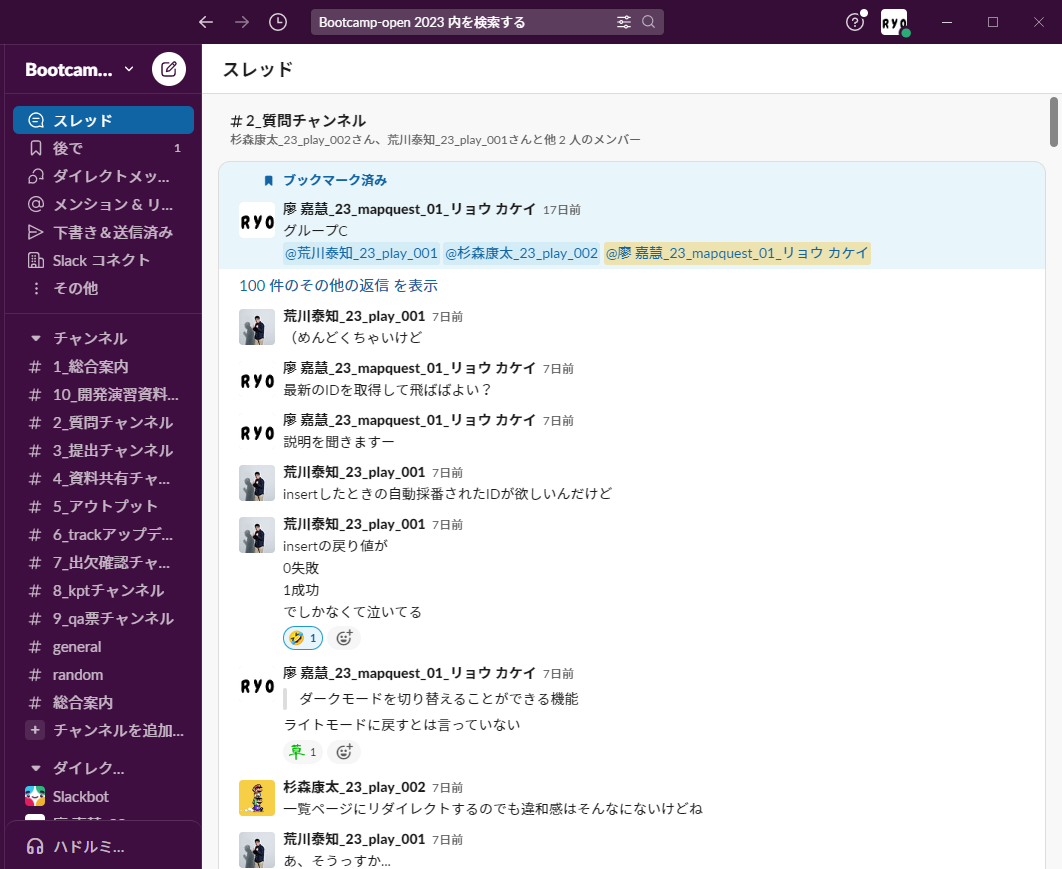 Bootcamp-open 2023 内を検索する
RYO
Bootcam...
スレッド
後で 1
ダイレクトメッ...
メンション & リ...
下書き＆送信済み
Slack コネクト
その他
チャンネル
# 1_総合案内
# 10_開発演習資料...
# 2_質問チャンネル
# 3_提出チャンネル
# 4_資料共有チャ...
# 5_アウトプット
# 6_trackアップデ...
# 7_出欠確認チャ...
# 8_kptチャンネル
# 9_qa票チャンネル
# general
# random
# 総合案内
+ チャンネルを追加...
ダイレク...
Slackbot
ハドルミ...
スレッド
# 2_質問チャンネル
杉森康太_23_play_002さん、荒川泰知_23_play_001さんと他 2 人のメンバー
ブックマーク済み
RYO
廖 嘉慧_23_mapquest_01_リョウ カケイ 17日前
グループC
@荒川泰知_23_play_001 @杉森康太_23_play_002 @廖 嘉慧_23_mapquest_01_リョウ カケイ
100 件のその他の返信 を表示
荒川泰知_23_play_001 7日前
（めんどくちゃいけど
RYO
廖 嘉慧_23_mapquest_01_リョウ カケイ 7日前
最新のIDを取得して飛ばばよい？
RYO
廖 嘉慧_23_mapquest_01_リョウ カケイ 7日前
説明を聞きますー
荒川泰知_23_play_001 7日前
insertしたときの自動採番されたIDが欲しいんだけど
荒川泰知_23_play_001 7日前
insertの戻り値が
0失敗
1成功
でしかなくて泣いてる
1
RYO
廖 嘉慧_23_mapquest_01_リョウ カケイ 7日前
ダークモードを切り替えることができる機能
ライトモードに戻すとは言っていない
草 1
杉森康太_23_play_002 7日前
一覧ページにリダイレクトするのでも違和感はそんなにないけどね
荒川泰知_23_play_001 7日前
あ、そうっすか...